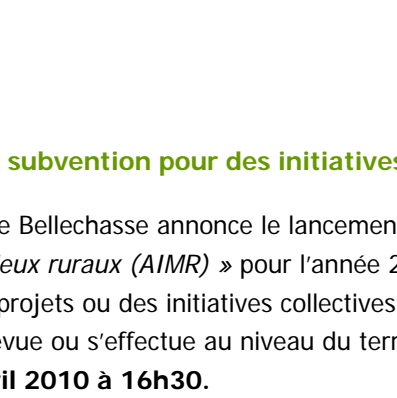 subvention pour des initiatives
e Bellechasse annonce le lancemen
eux ruraux (AIMR) » pour l'année 2
projets ou des initiatives collectives
vue ou s'effectue au niveau du terr
il 2010 à 16h30.